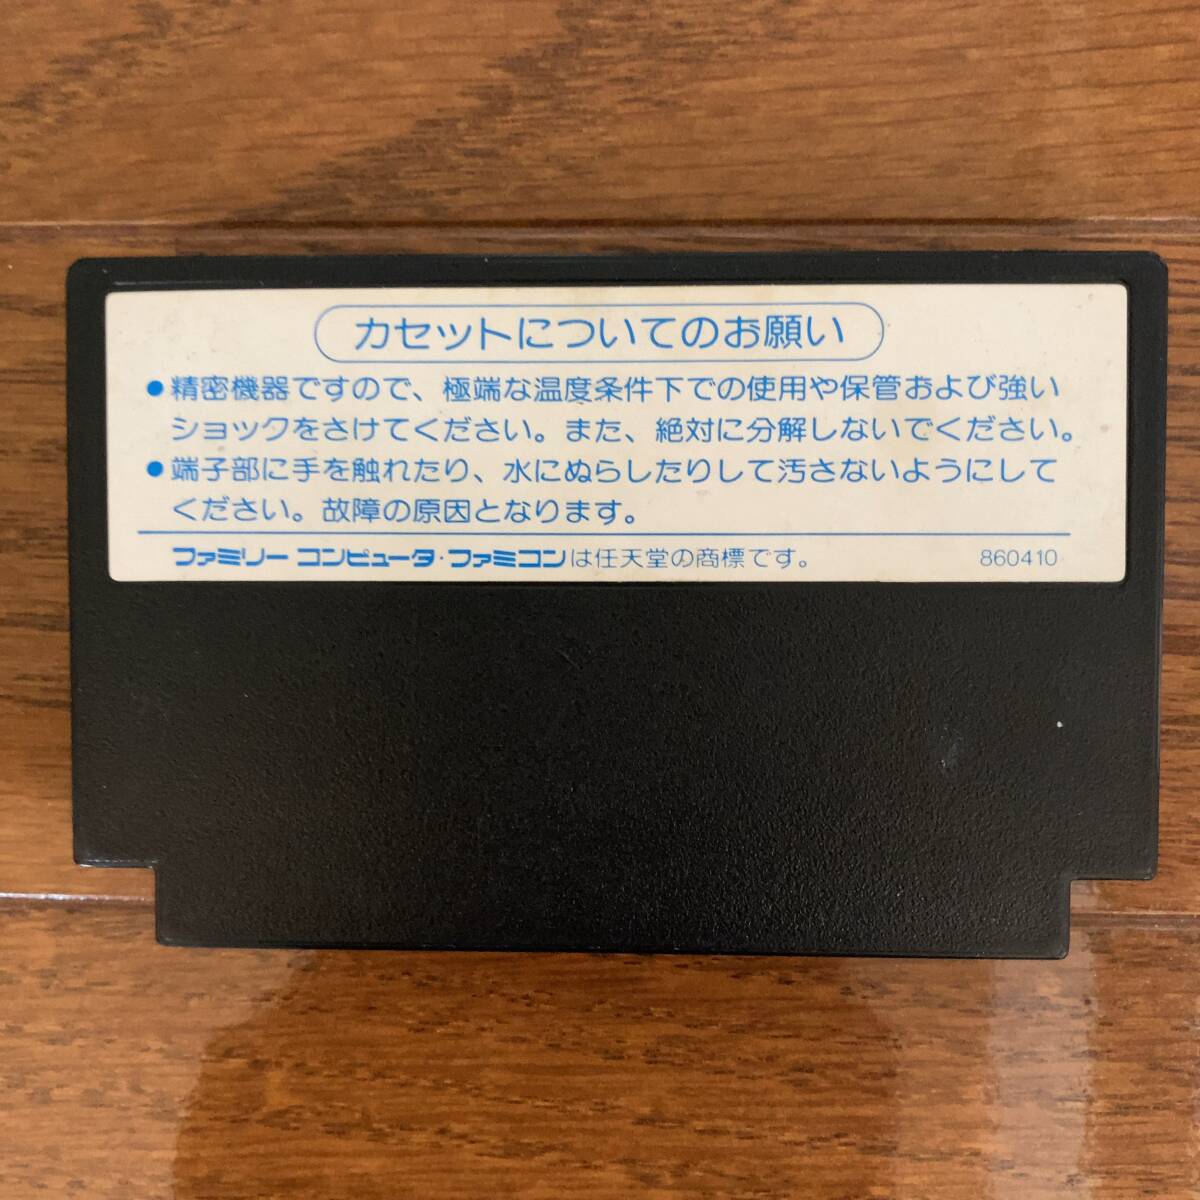 カセットについてのお願い
●精密機器ですので、極端な温度条件下での使用や保管および強い
ショックをさけてください。また、絶対に分解しないでください。
●端子部に手を触れたり、水にぬらしたりして汚さないようにして
ください。故障の原因となります。
ファミリー コンピュータ・ファミコンは任天堂の商標です。 860410